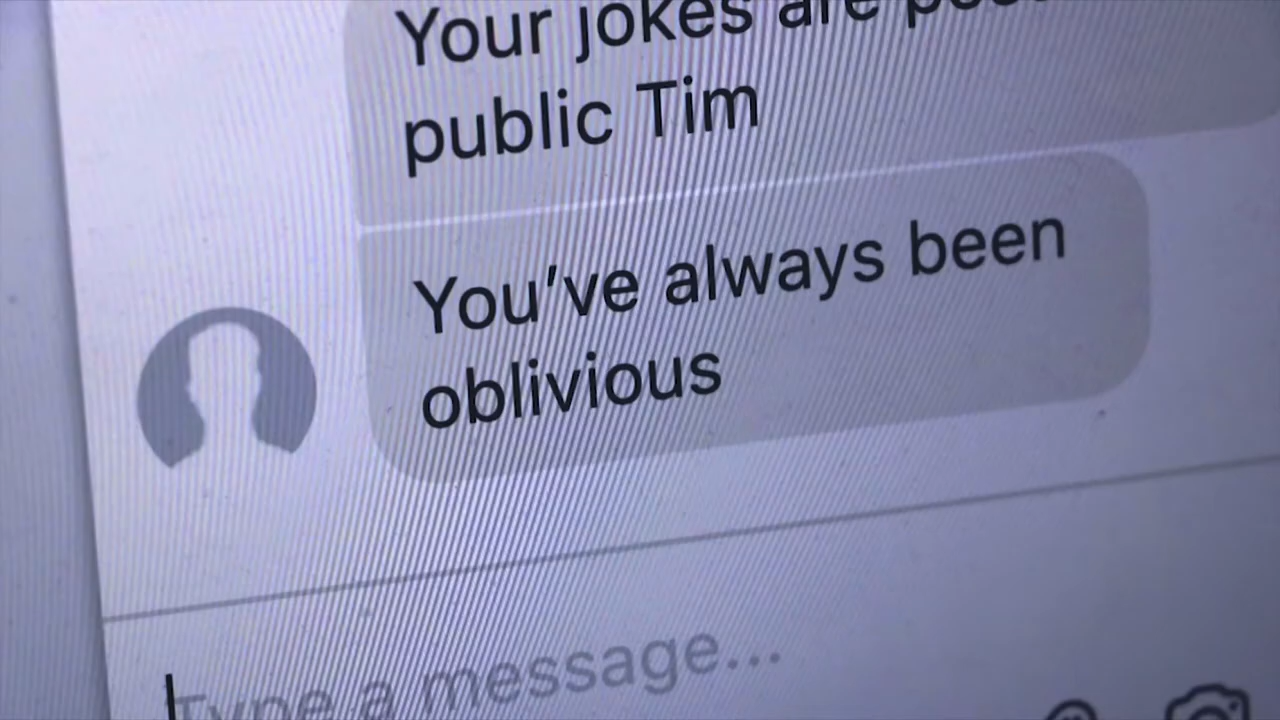 Your jokes are
public Tim
You've always been
oblivious
Type a message...